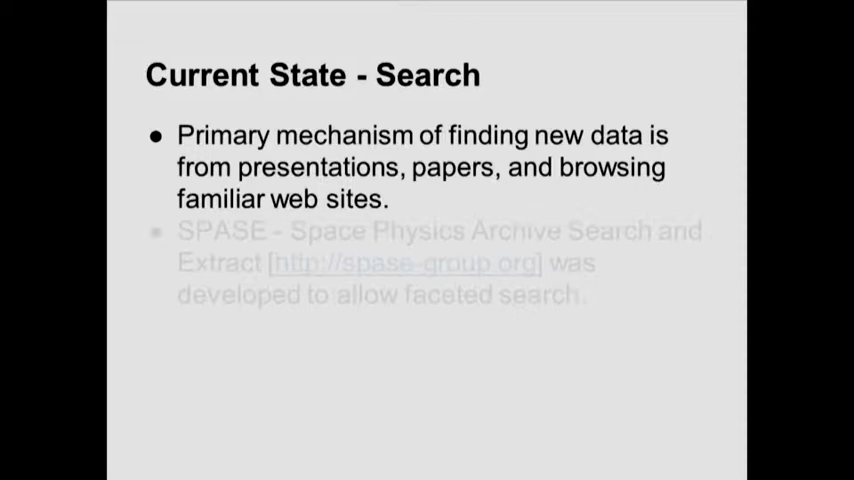 Current State - Search
● Primary mechanism of finding new data is
from presentations, papers, and browsing
familiar web sites.
● SPASE - Space Physics Archive Search and
Extract [http://spase-group.org] was
developed to allow faceted search.